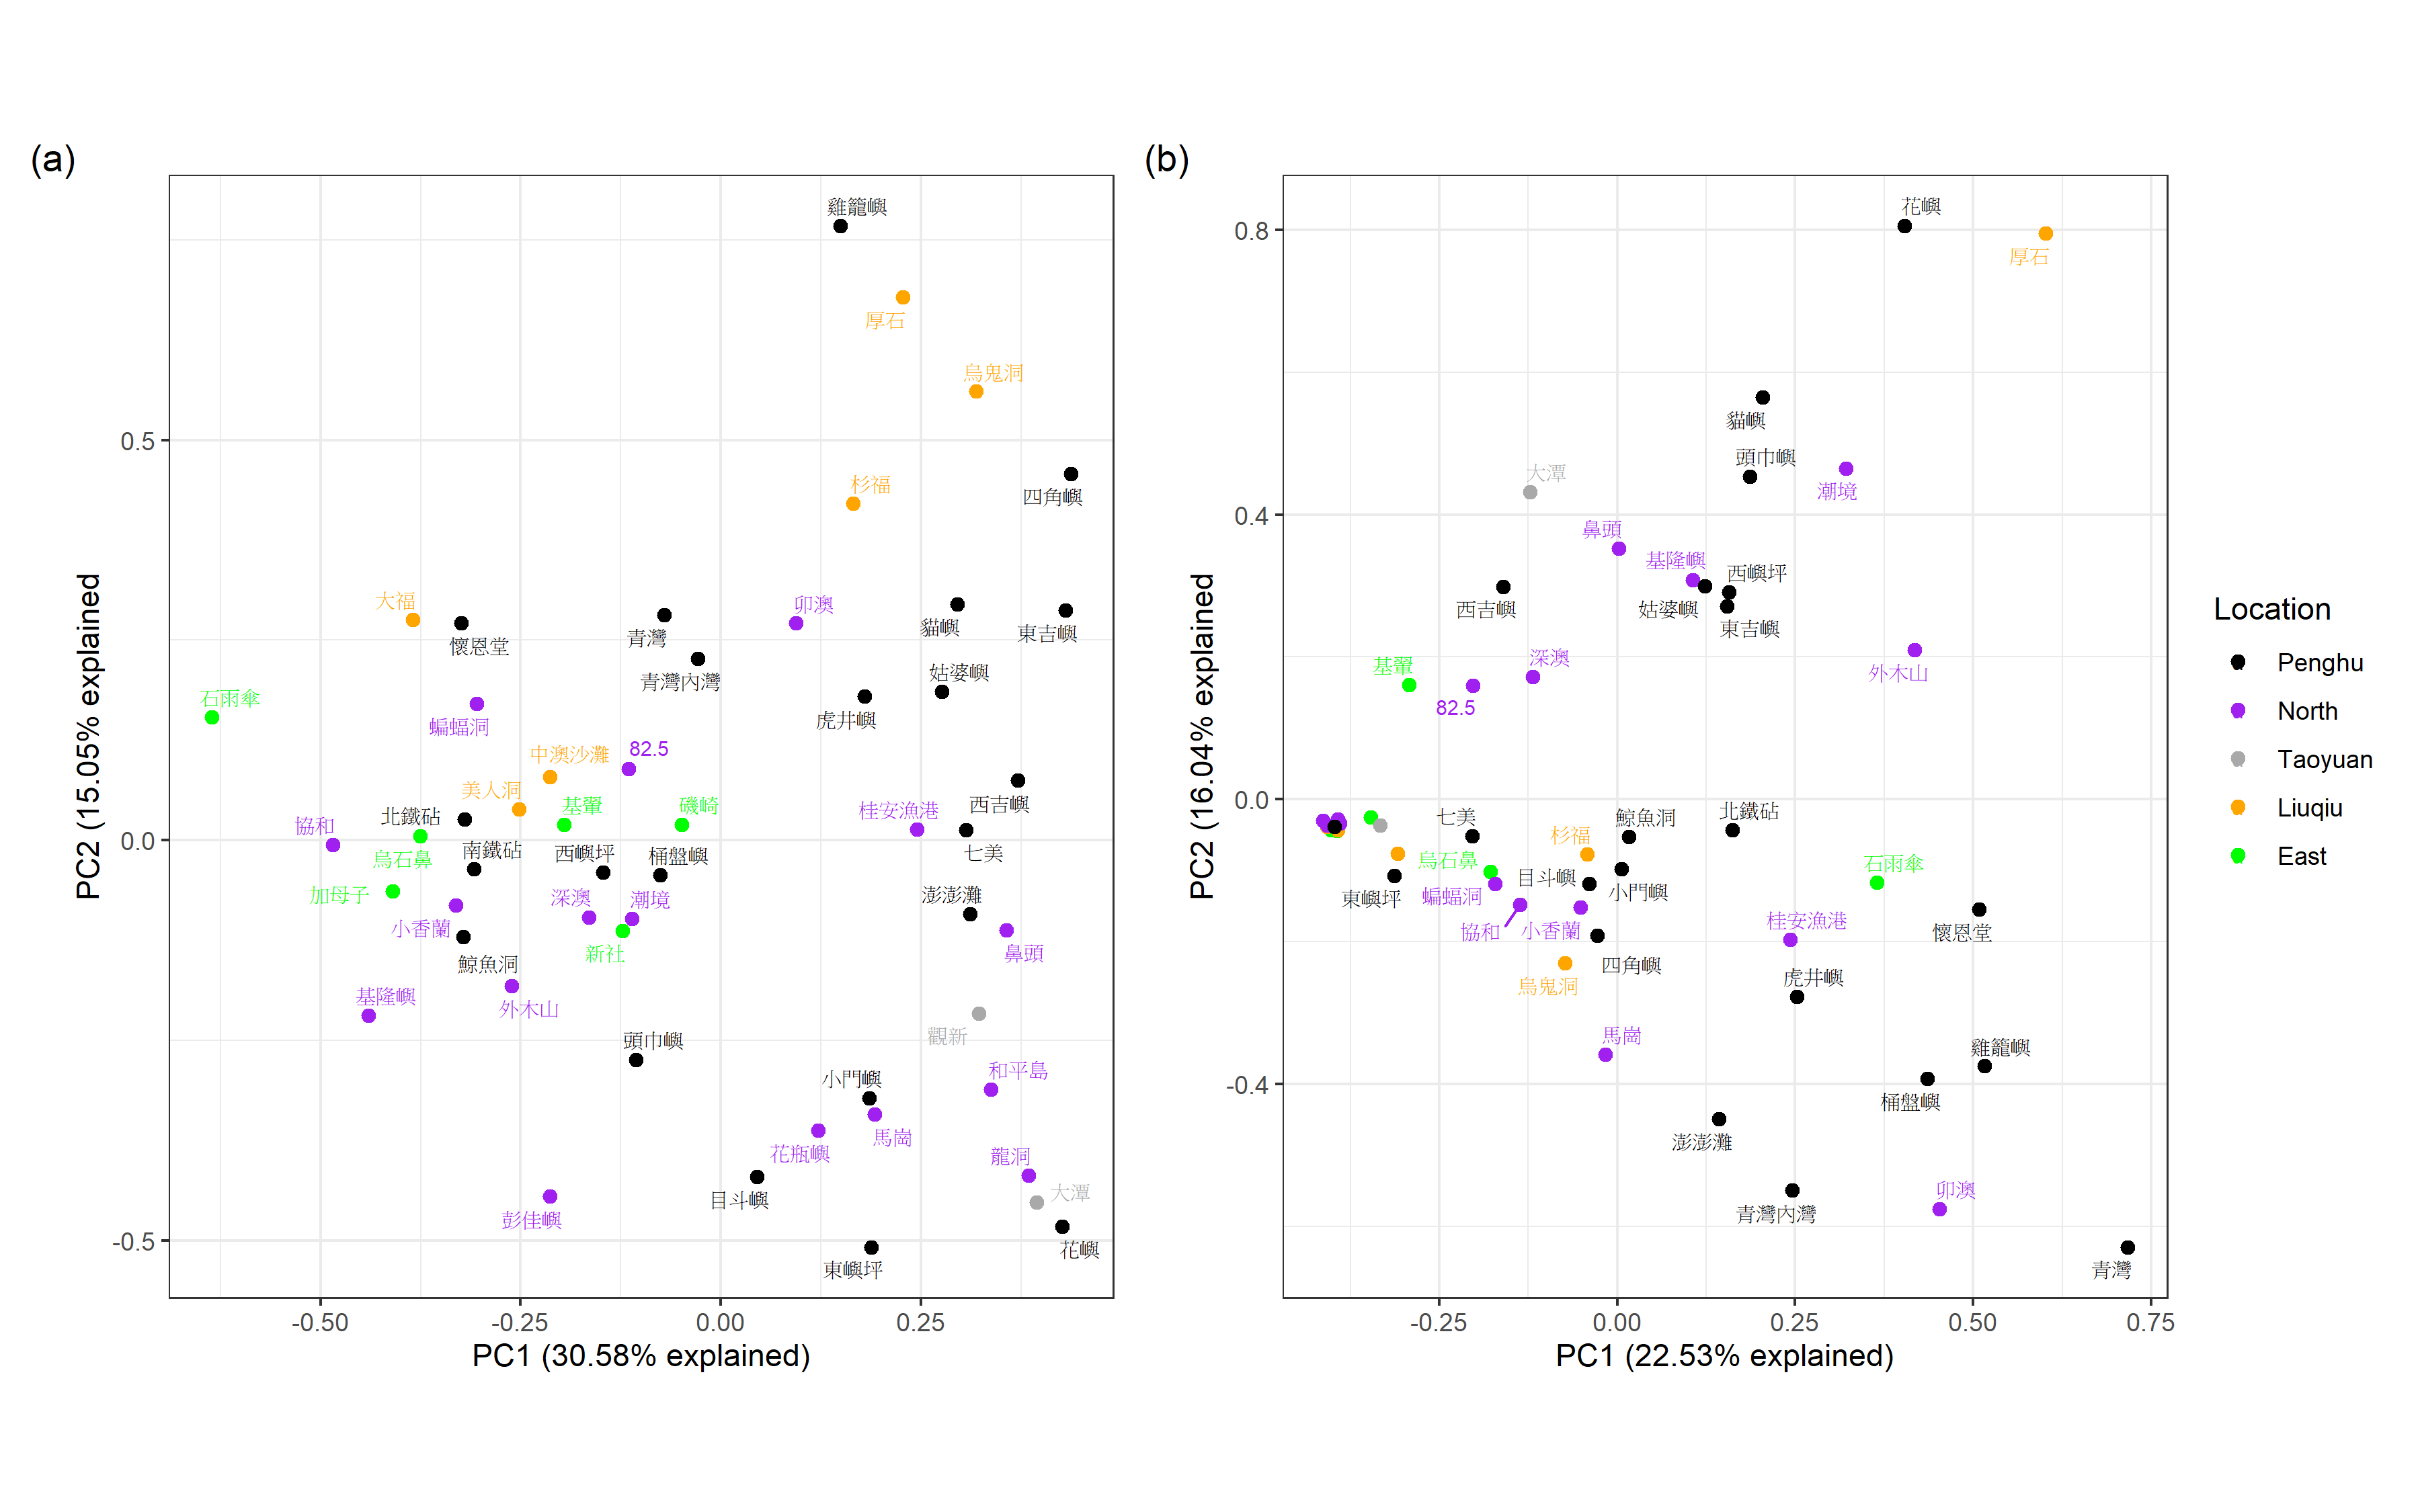 (a)
雞籠嶼
厚石
烏鬼洞
四角嶼
杉福
大福
懷恩堂
青灣
青灣內灣
卯澳
貓嶼
東吉嶼
姑婆嶼
虎井嶼
石雨傘
蝙蝠洞
82.5
中澳沙灘
美人洞
基翬
磯崎
西吉嶼
北鐵砧
桂安漁港
協和
烏石鼻
南鐵砧
西嶼坪
桶盤嶼
七美
加母子
深澳
潮境
澎澎灘
小香蘭
新社
鼻頭
鯨魚洞
基隆嶼
外木山
觀新
頭巾嶼
和平島
小門嶼
馬崗
花瓶嶼
龍洞
目斗嶼
大潭
彭佳嶼
花嶼
東嶼坪
0.5
0.0
-0.5
-0.50
-0.25
0.00
0.25
PC1 (30.58% explained)
PC2 (15.05% explained)
(b)
花嶼
厚石
貓嶼
頭巾嶼
大潭
潮境
鼻頭
基隆嶼
西嶼坪
西吉嶼
姑婆嶼
東吉嶼
深澳
基翬
外木山
82.5
七美
鯨魚洞
北鐵砧
杉福
烏石鼻
石雨傘
目斗嶼
小門嶼
東嶼坪
蝙蝠洞
桂安漁港
協和
小香蘭
懷恩堂
四角嶼
烏鬼洞
虎井嶼
馬崗
雞籠嶼
桶盤嶼
澎澎灘
青灣內灣
卯澳
青灣
0.8
0.4
0.0
-0.4
-0.25
0.00
0.25
0.50
0.75
PC1 (22.53% explained)
PC2 (16.04% explained)
Location
Penghu
North
Taoyuan
Liuqiu
East